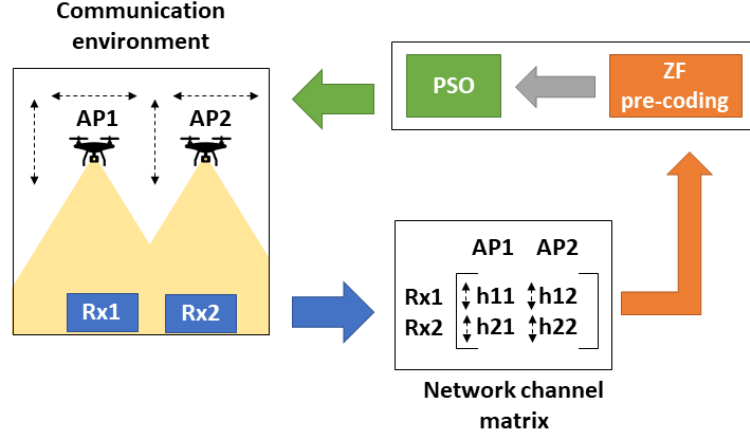 Communication
environment
AP1 AP2
Rx1 Rx2
PSO
ZF
pre-coding
AP1 AP2
Rx1 h11 h12
Rx2 h21 h22
Network channel
matrix